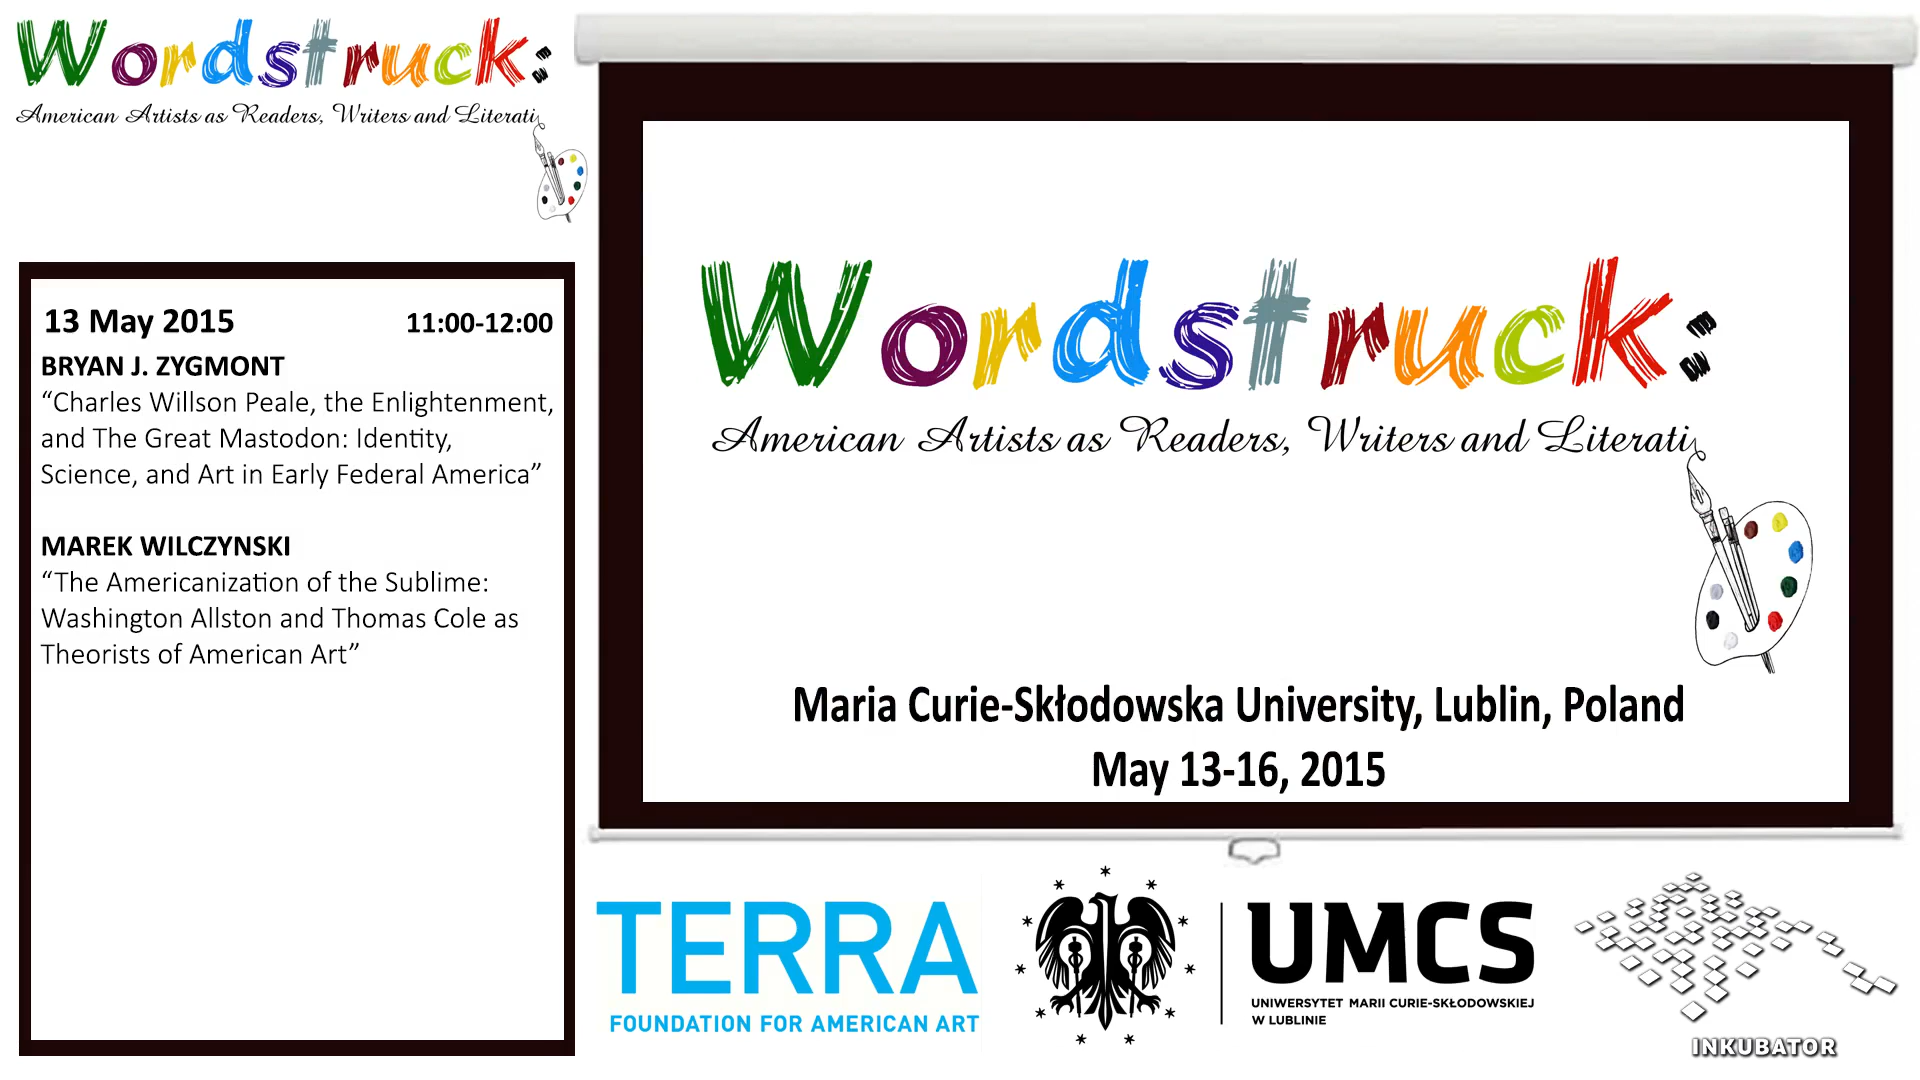 Wordstruck:
American Artists as Readers, Writers and Literati
13 May 2015 11:00-12:00
BRYAN J. ZYGMONT
“Charles Willson Peale, the Enlightenment,
and The Great Mastodon: Identity,
Science, and Art in Early Federal America”
MAREK WILCZYNSKI
“The Americanization of the Sublime:
Washington Allston and Thomas Cole as
Theorists of American Art”
Wordstruck:
American Artists as Readers, Writers and Literati
Maria Curie-Skłodowska University, Lublin, Poland
May 13-16, 2015
TERRA
FOUNDATION FOR AMERICAN ART
UMCS
UNIWERSYTET MARII CURIE-SKŁODOWSKIEJ
W LUBLINIE
INKUBATOR